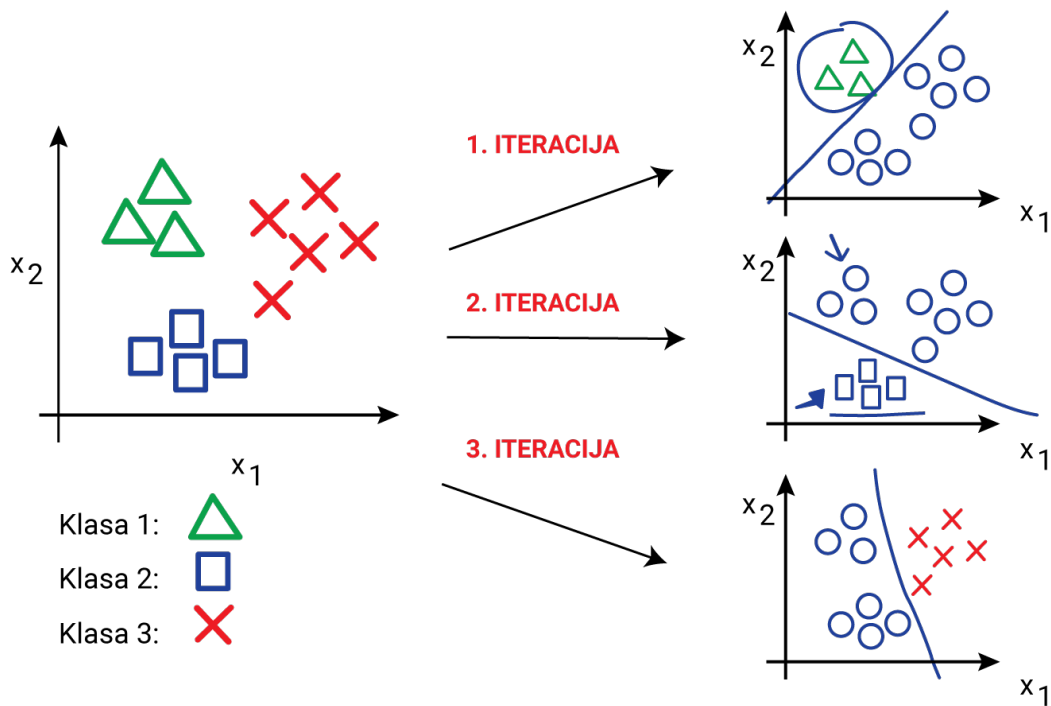 x2
x1
Klasa 1:
Klasa 2:
Klasa 3:
1. ITERACIJA
2. ITERACIJA
3. ITERACIJA
x2
x1
x2
x1
x2
x1